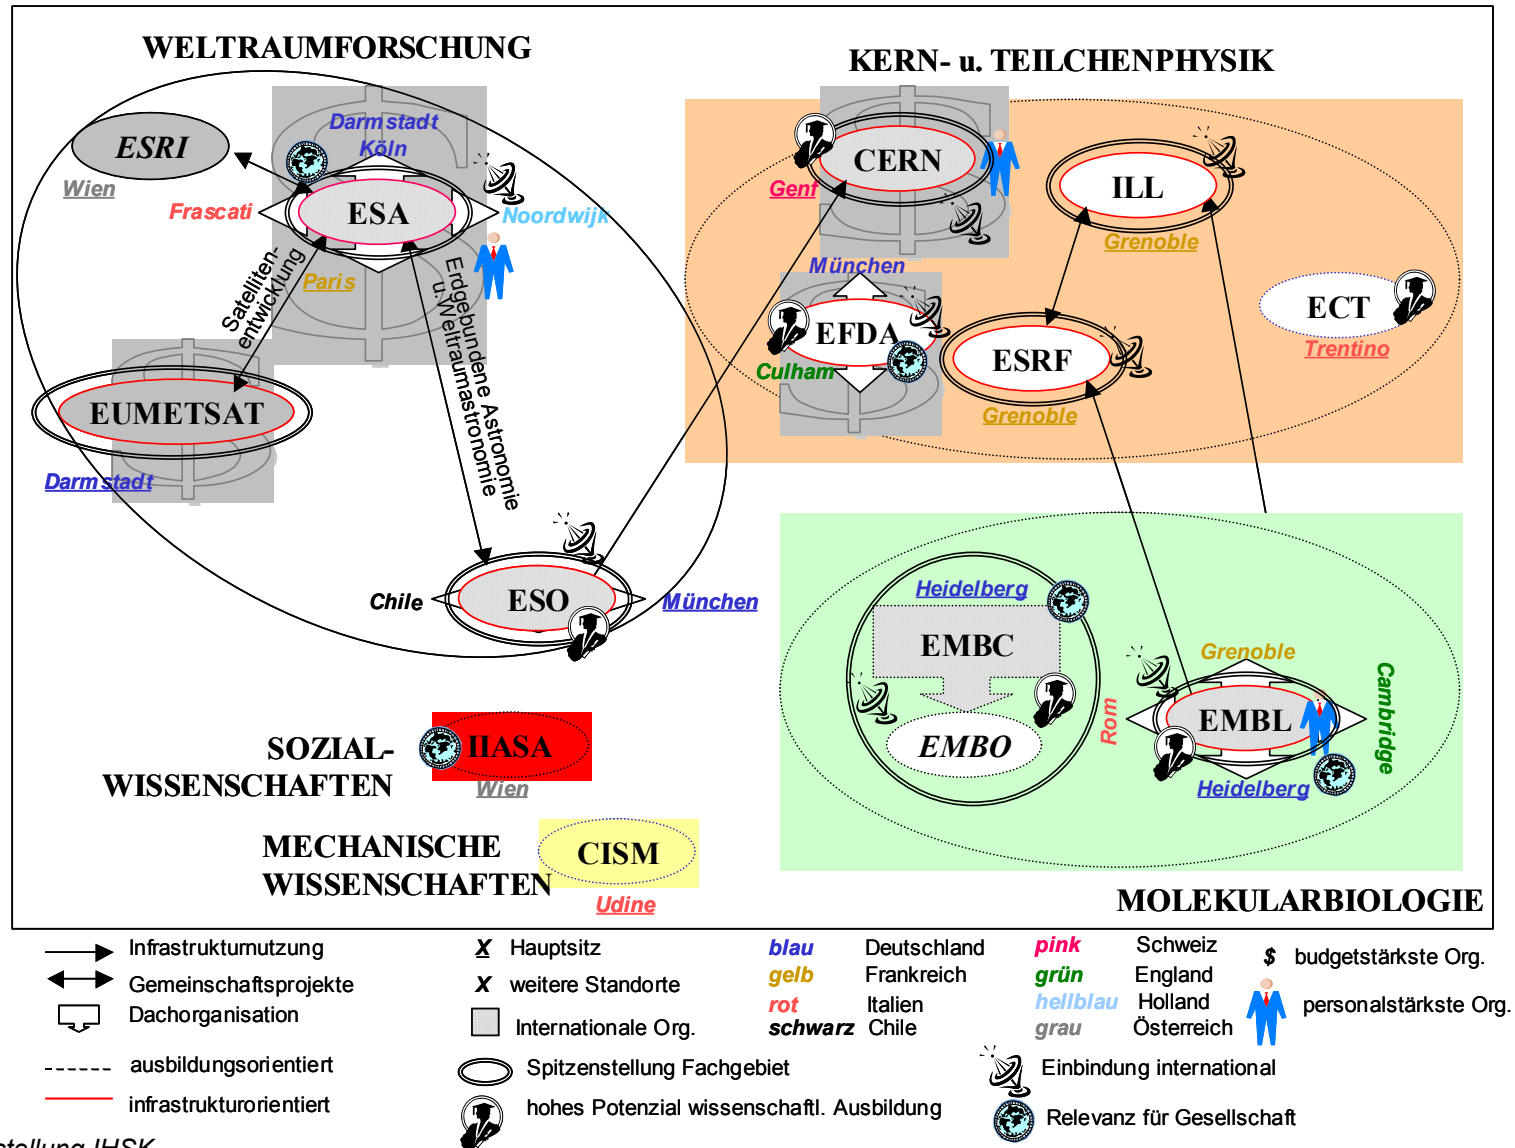 WELTRAUMFORSCHUNG
KERN- u. TEILCHENPHYSIK
ESRI
Wien
Darmstadt
Köln
ESA
Frascati
Noordwijk
Paris
Satelliten-
entwicklung
Erdgebundene Astronomie
u. Weltraumastronomie
EUMETSAT
Darmstadt
Chile
ESO
München
CERN
Genf
ILL
Grenoble
München
EFDA
Culham
ESRF
Grenoble
ECT
Trentino
Heidelberg
EMBC
EMBO
Grenoble
Rom
EMBL
Cambridge
Heidelberg
MOLEKULARBIOLOGIE
SOZIAL-
WISSENSCHAFTEN
IIASA
Wien
MECHANISCHE
WISSENSCHAFTEN
CISM
Udine
Infrastrukturnutzung
Gemeinschaftsprojekte
Dachorganisation
ausbildungsorientiert
infrastrukturorientiert
X Hauptsitz
X weitere Standorte
Internationale Org.
Spitzenstellung Fachgebiet
hohes Potenzial wissenschaftl. Ausbildung
blau Deutschland
gelb Frankreich
rot Italien
schwarz Chile
pink Schweiz
grün England
hellblau Holland
grau Österreich
$ budgetstärkste Org.
personalstärkste Org.
Einbindung international
Relevanz für Gesellschaft